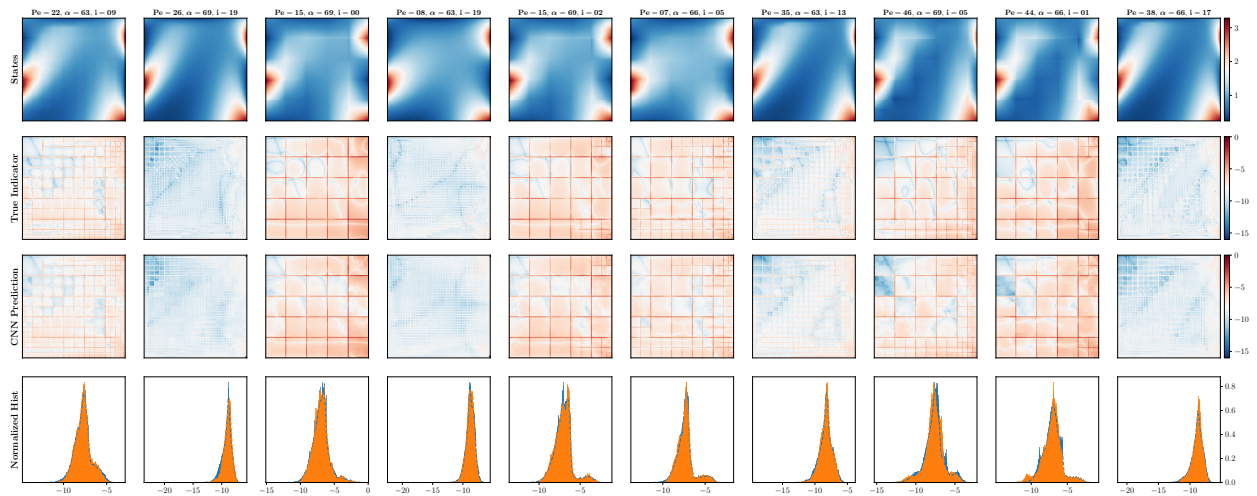 Pe − 22, α − 63, i − 09
Pe − 26, α − 69, i − 19
Pe − 15, α − 69, i − 00
Pe − 08, α − 63, i − 19
Pe − 15, α − 69, i − 02
Pe − 07, α − 66, i − 05
Pe − 35, α − 63, i − 13
Pe − 46, α − 69, i − 05
Pe − 44, α − 66, i − 01
Pe − 38, α − 66, i − 17
States
3
2
1
True Indicator
0
−5
−10
−15
CNN Prediction
0
−5
−10
−15
Normalized Hist
0.8
0.6
0.4
0.2
0.0
−10 −5
−20 −15 −10
−15 −10 −5 0
−20 −15 −10
−10 −5
−10 −5
−15 −10 −5
−15 −10 −5
−10 −5
−20 −15 −10